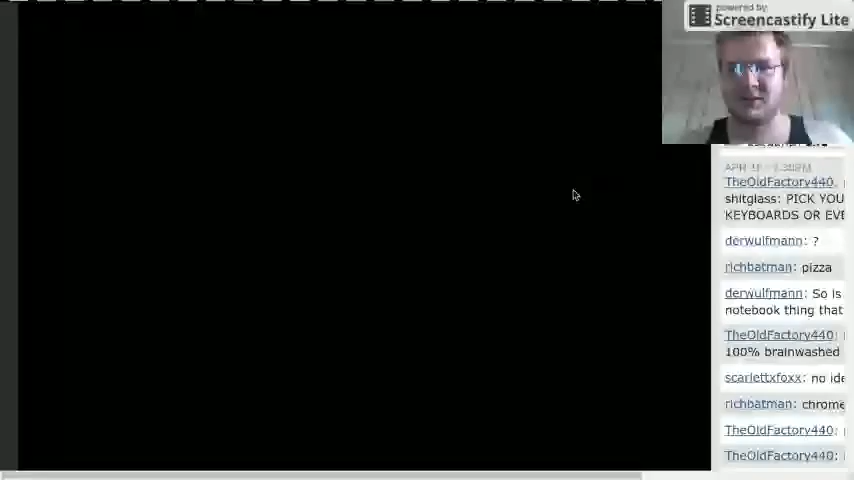 powered by
Screencastify Lite
TheOldFactory440:
shitglass: PICK YOU
KEYBOARDS OR EVE
derwulfmann: ?
richbatman: pizza
derwulfmann: So is
notebook thing that
TheOldFactory440:
100% brainwashed
scarlettxfoxx: no ide
richbatman: chrome
TheOldFactory440:
TheOldFactory440: